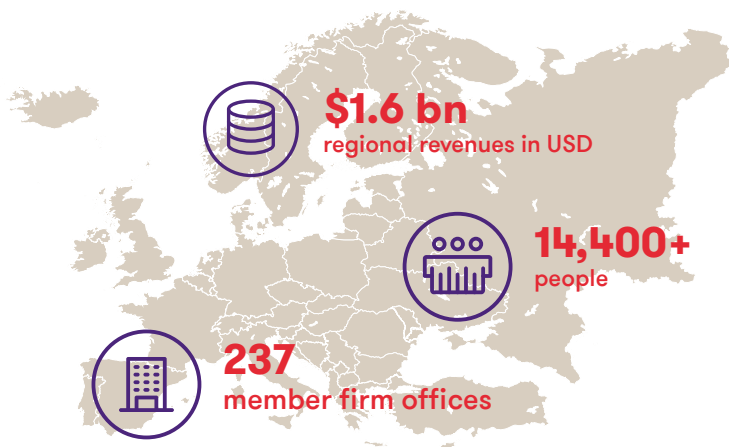 $1.6 bn
regional revenues in USD
14,400+
people
237
member firm offices